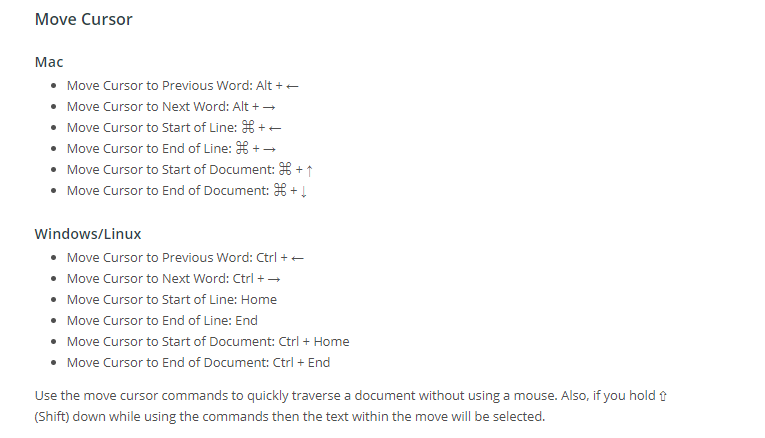 Move Cursor
Mac
• Move Cursor to Previous Word: Alt + ←
• Move Cursor to Next Word: Alt + →
• Move Cursor to Start of Line: ⌘ + ←
• Move Cursor to End of Line: ⌘ + →
• Move Cursor to Start of Document: ⌘ + ↑
• Move Cursor to End of Document: ⌘ + ↓
Windows/Linux
• Move Cursor to Previous Word: Ctrl + ←
• Move Cursor to Next Word: Ctrl + →
• Move Cursor to Start of Line: Home
• Move Cursor to End of Line: End
• Move Cursor to Start of Document: Ctrl + Home
• Move Cursor to End of Document: Ctrl + End
Use the move cursor commands to quickly traverse a document without using a mouse. Also, if you hold ⇧
(Shift) down while using the commands then the text within the move will be selected.